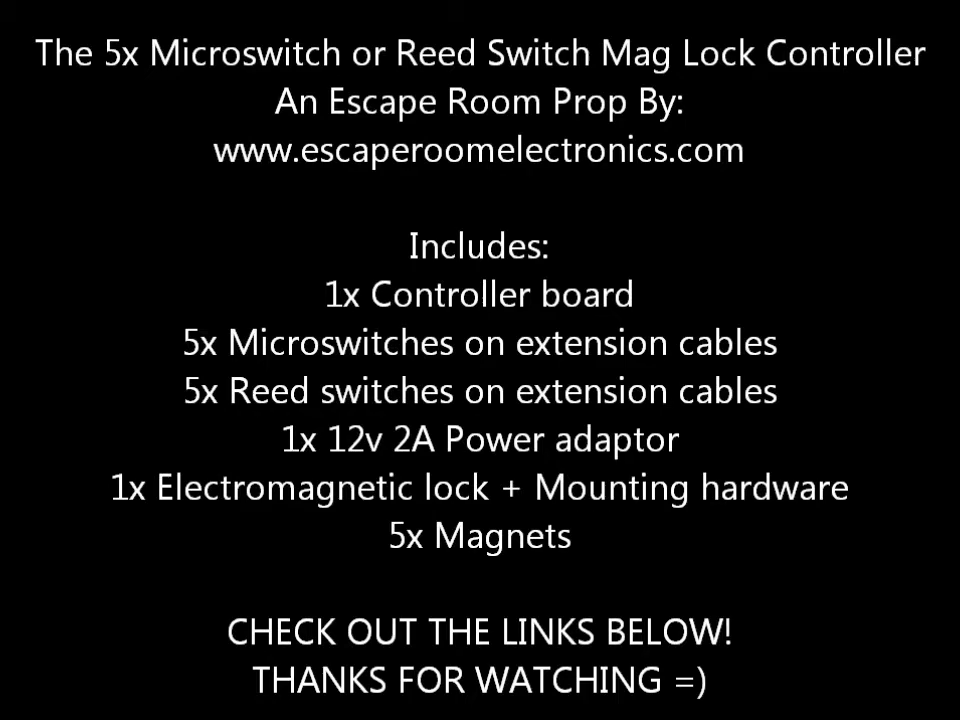 The 5x Microswitch or Reed Switch Mag Lock Controller
An Escape Room Prop By:
www.escaperoomelectronics.com
Includes:
1x Controller board
5x Microswitches on extension cables
5x Reed switches on extension cables
1x 12v 2A Power adaptor
1x Electromagnetic lock + Mounting hardware
5x Magnets
CHECK OUT THE LINKS BELOW!
THANKS FOR WATCHING =)